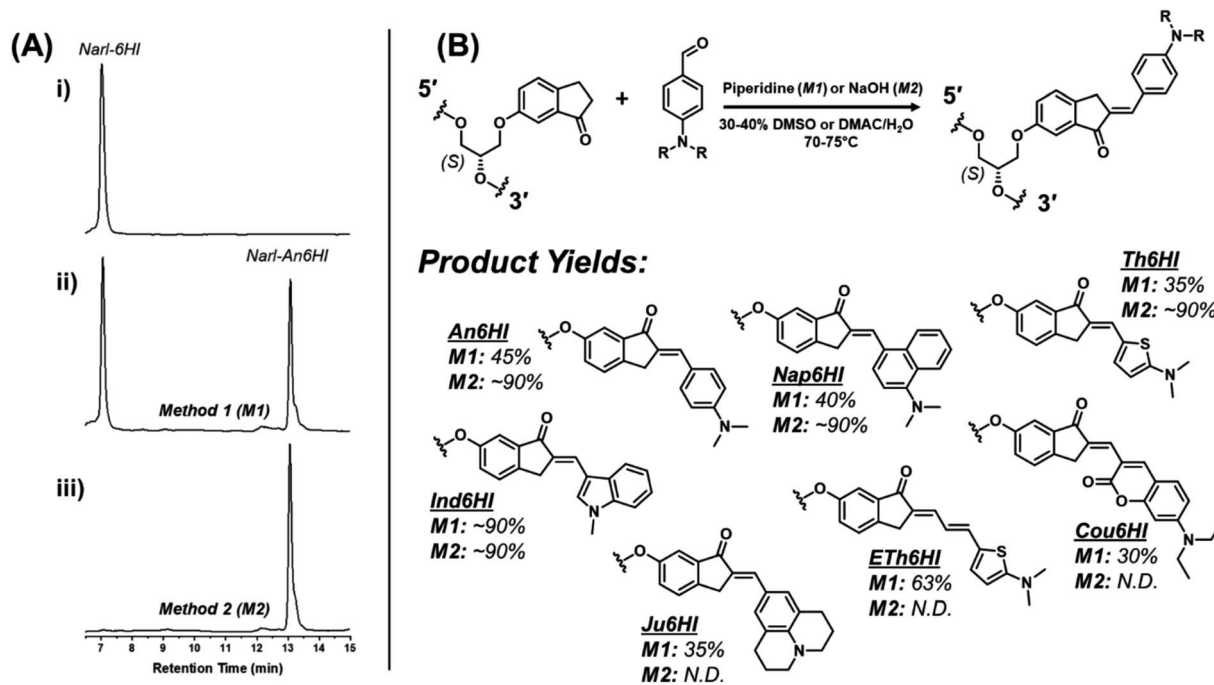 (A)
Narl-6HI
i)
Narl-An6HI
ii)
Method 1 (M1)
iii)
Method 2 (M2)
7 8 9 10 11 12 13 14 15
Retention Time (min)
(B)
5′
O
O
O
(S)
O
3′
+
O
N
R R
Piperidine (M1) or NaOH (M2)
30-40% DMSO or DMAC/H₂O
70-75°C
5′
O
O
O
(S)
O
3′
R
N
R
Product Yields:
An6HI
M1: 45%
M2: ~90%
O
O
N
Nap6HI
M1: 40%
M2: ~90%
O
O
N
Th6HI
M1: 35%
M2: ~90%
O
O
S
N
Ind6HI
M1: ~90%
M2: ~90%
O
O
N
Ju6HI
M1: 35%
M2: N.D.
O
O
N
ETh6HI
M1: 63%
M2: N.D.
O
O
S
N
Cou6HI
M1: 30%
M2: N.D.
O
O
O
O
N